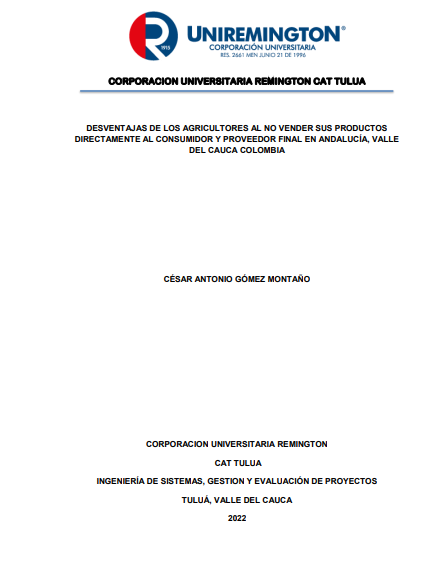 UNIREMINGTON®
CORPORACIÓN UNIVERSITARIA
RES. 2661 MEN JUNIO 21 DE 1996
1915
CORPORACION UNIVERSITARIA REMINGTON CAT TULUA
DESVENTAJAS DE LOS AGRICULTORES AL NO VENDER SUS PRODUCTOS
DIRECTAMENTE AL CONSUMIDOR Y PROVEEDOR FINAL EN ANDALUCÍA, VALLE
DEL CAUCA COLOMBIA
CÉSAR ANTONIO GÓMEZ MONTAÑO
CORPORACION UNIVERSITARIA REMINGTON
CAT TULUA
INGENIERÍA DE SISTEMAS, GESTION Y EVALUACIÓN DE PROYECTOS
TULUÁ, VALLE DEL CAUCA
2022